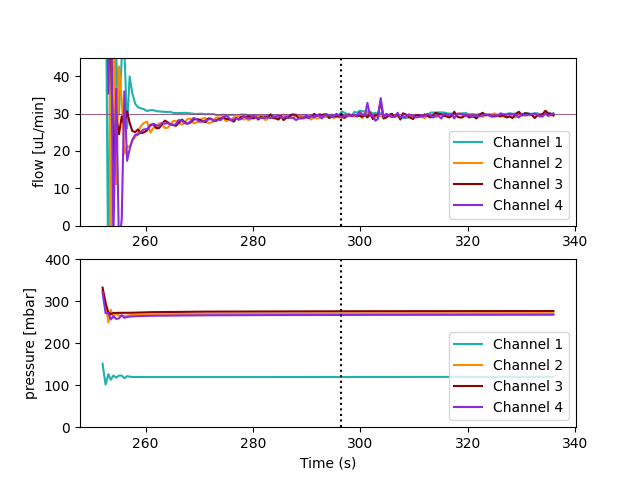 flow [uL/min]
40
30
20
10
0
Channel 1
Channel 2
Channel 3
Channel 4
260
280
300
320
340
pressure [mbar]
400
300
200
100
0
Channel 1
Channel 2
Channel 3
Channel 4
260
280
300
320
340
Time (s)